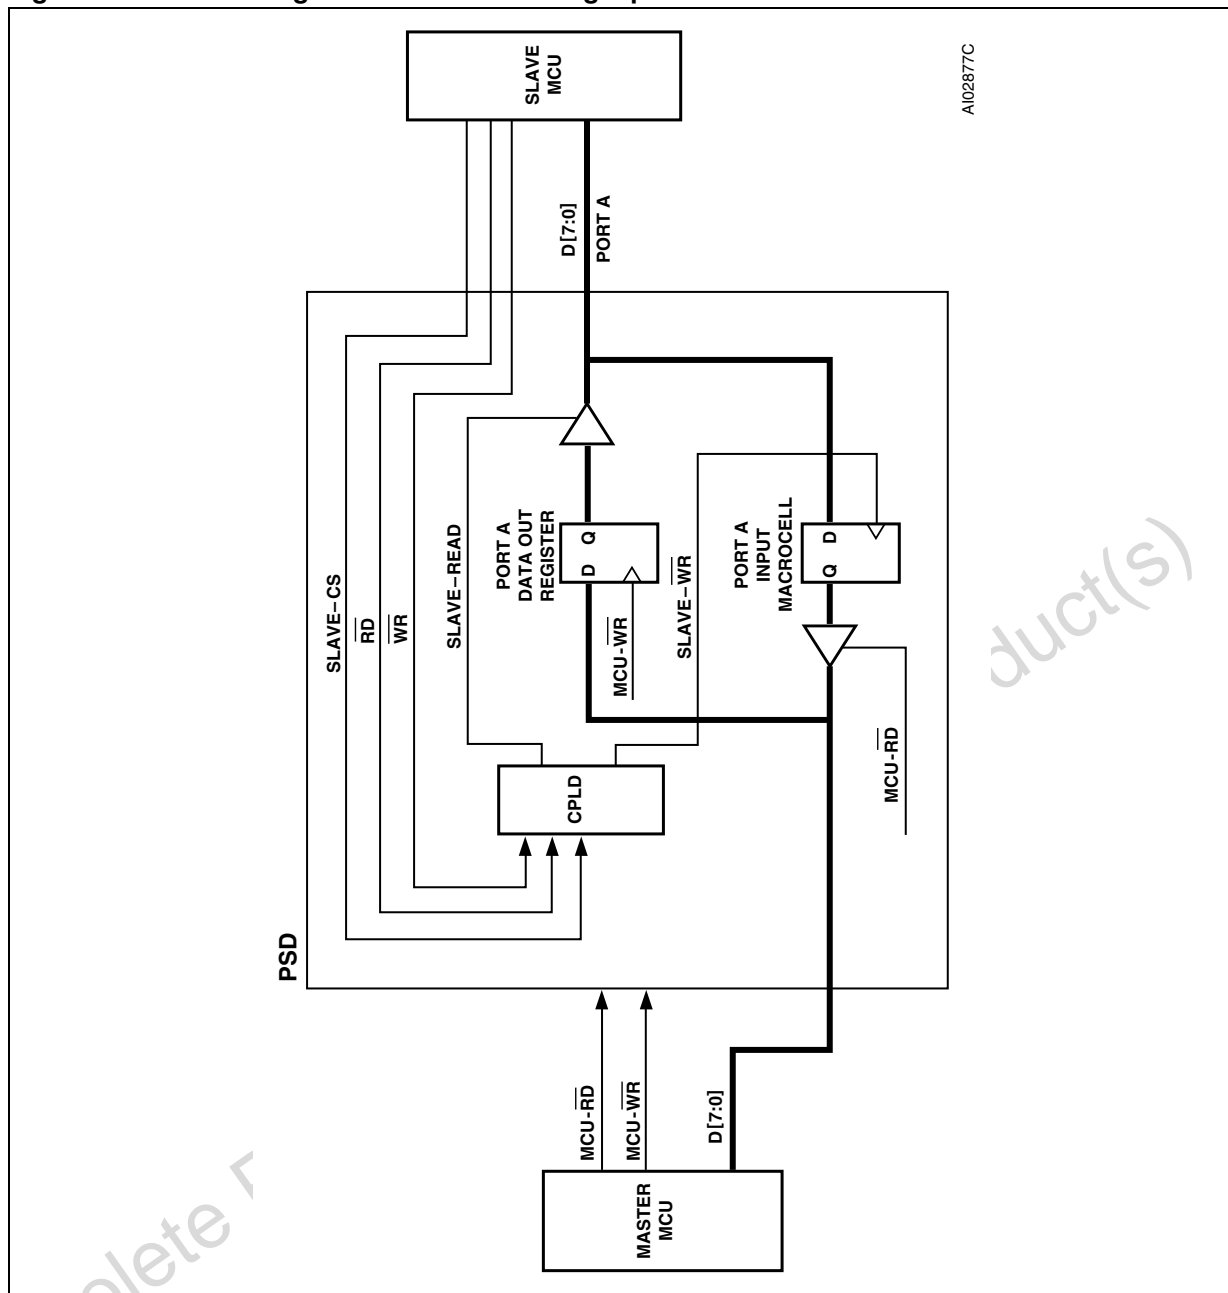 SLAVE
MCU
AI02877C
D[7:0]
PORT A
SLAVE–CS
RD
WR
SLAVE–READ
PORT A
DATA OUT
REGISTER
D Q
MCU-WR
SLAVE–WR
PORT A
INPUT
MACROCELL
Q D
MCU-RD
CPLD
PSD
MCU-RD
MCU-WR
D[7:0]
MASTER
MCU